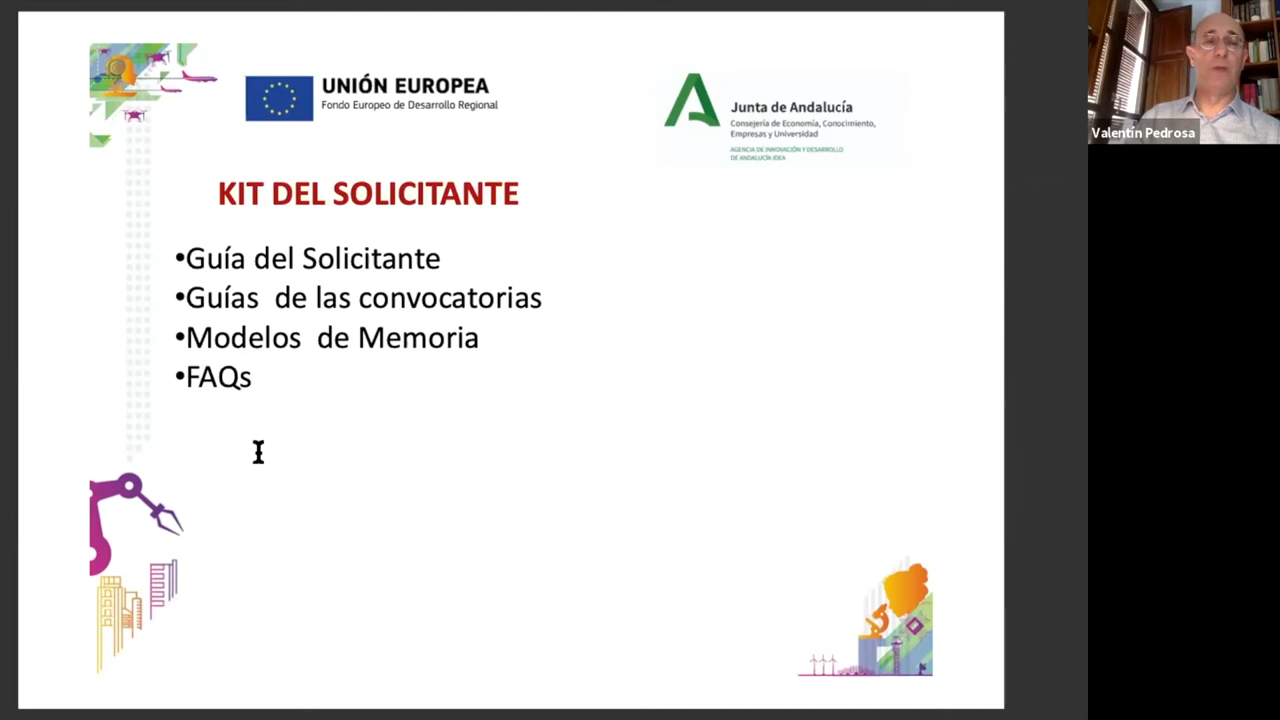 UNIÓN EUROPEA
Fondo Europeo de Desarrollo Regional
Junta de Andalucía
Consejería de Economía, Conocimiento,
Empresas y Universidad
AGENCIA DE INNOVACIÓN Y DESARROLLO
DE ANDALUCÍA IDEA
Valentín Pedrosa
KIT DEL SOLICITANTE
•Guía del Solicitante
•Guías de las convocatorias
•Modelos de Memoria
•FAQs